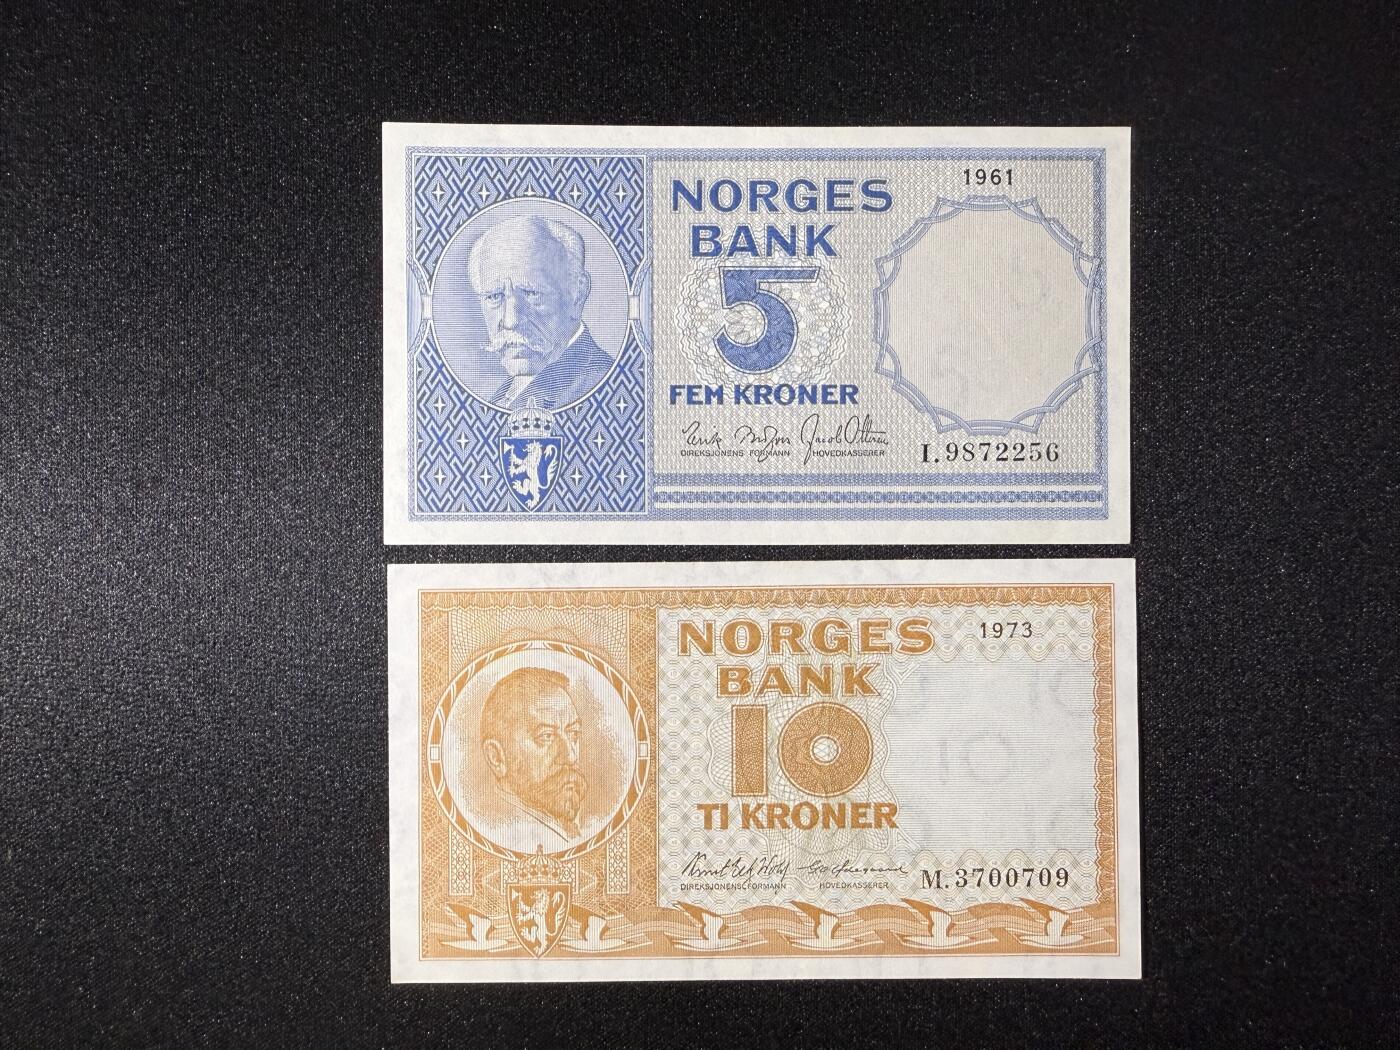 1961
NORGES
BANK
5
FEM KRONER
DIREKSJONENS FORMANN HOVEDKASSERER
I.9872256
NORGES
1973
BANK
10
TI KRONER
DIREKSJONENS FORMANN HOVEDKASSERER
M.3700709